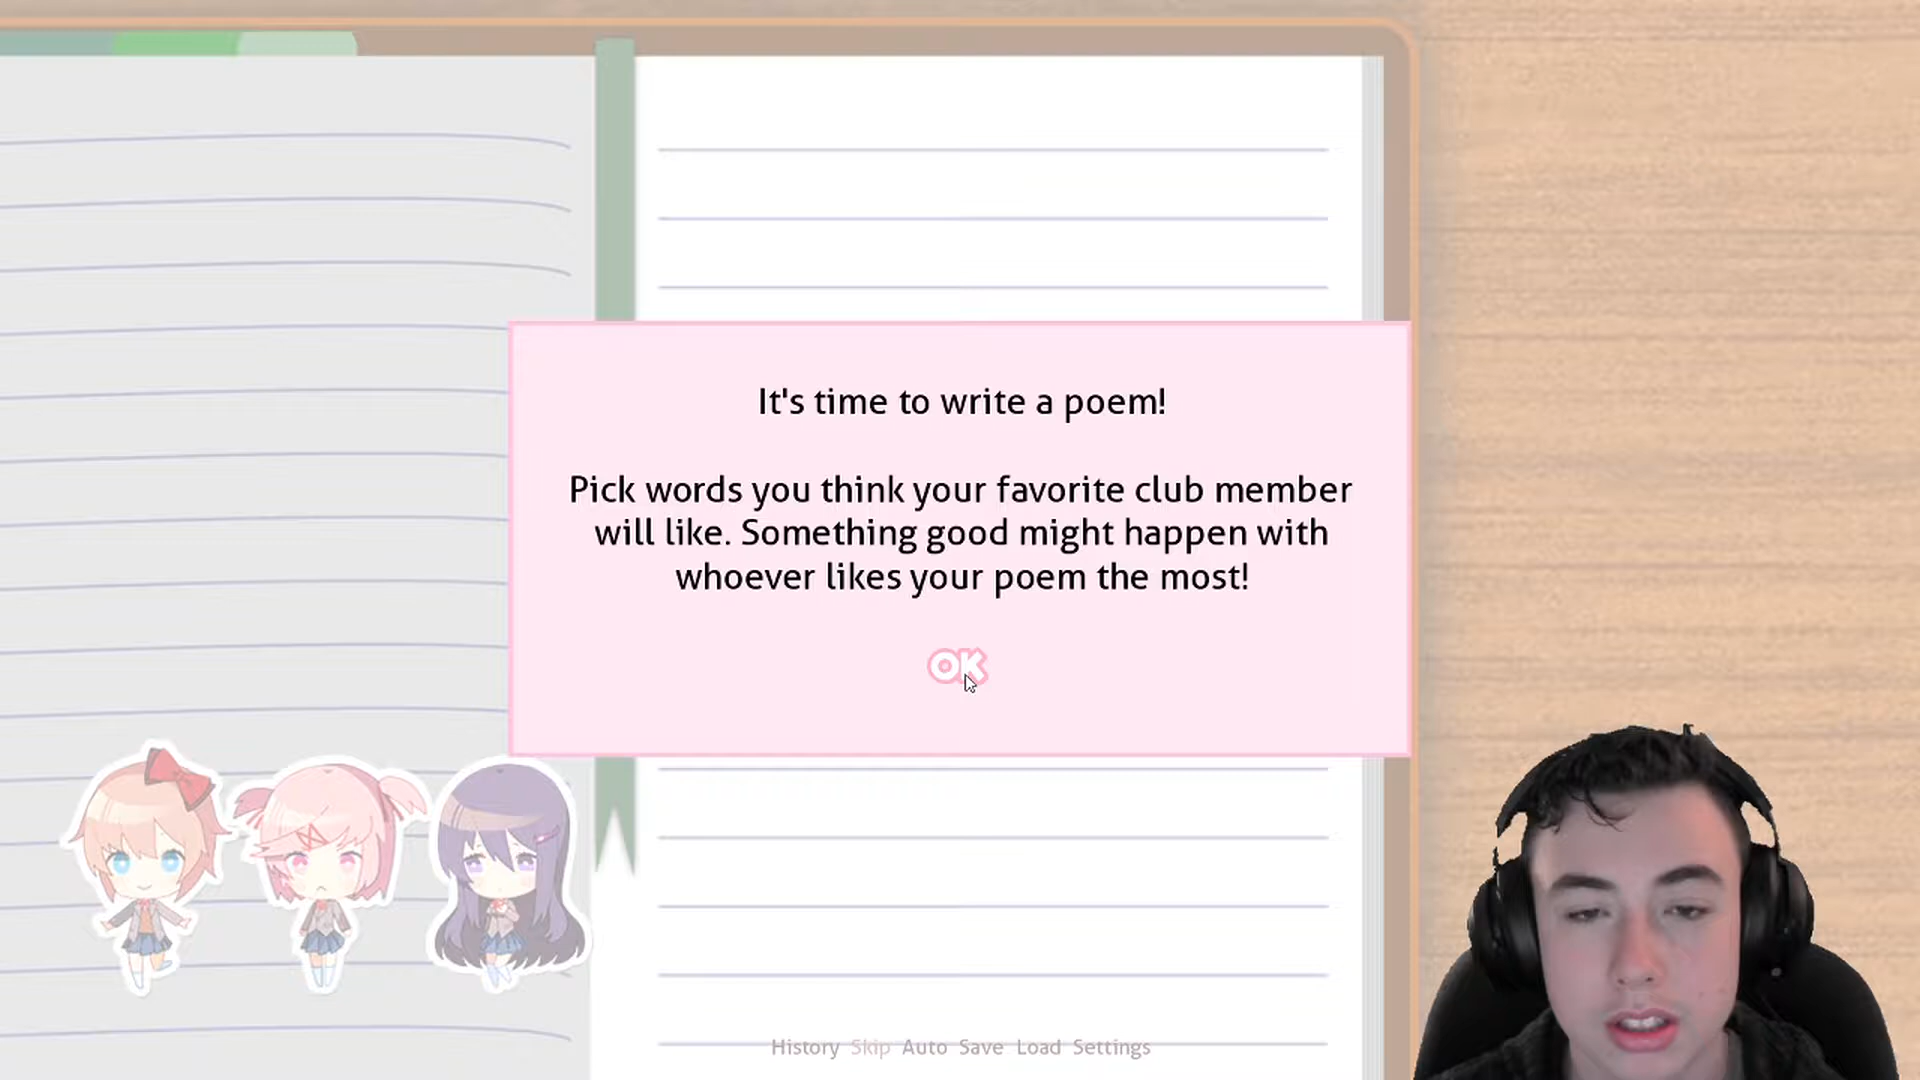 It's time to write a poem!
Pick words you think your favorite club member
will like. Something good might happen with
whoever likes your poem the most!
OK
History Skip Auto Save Load Settings